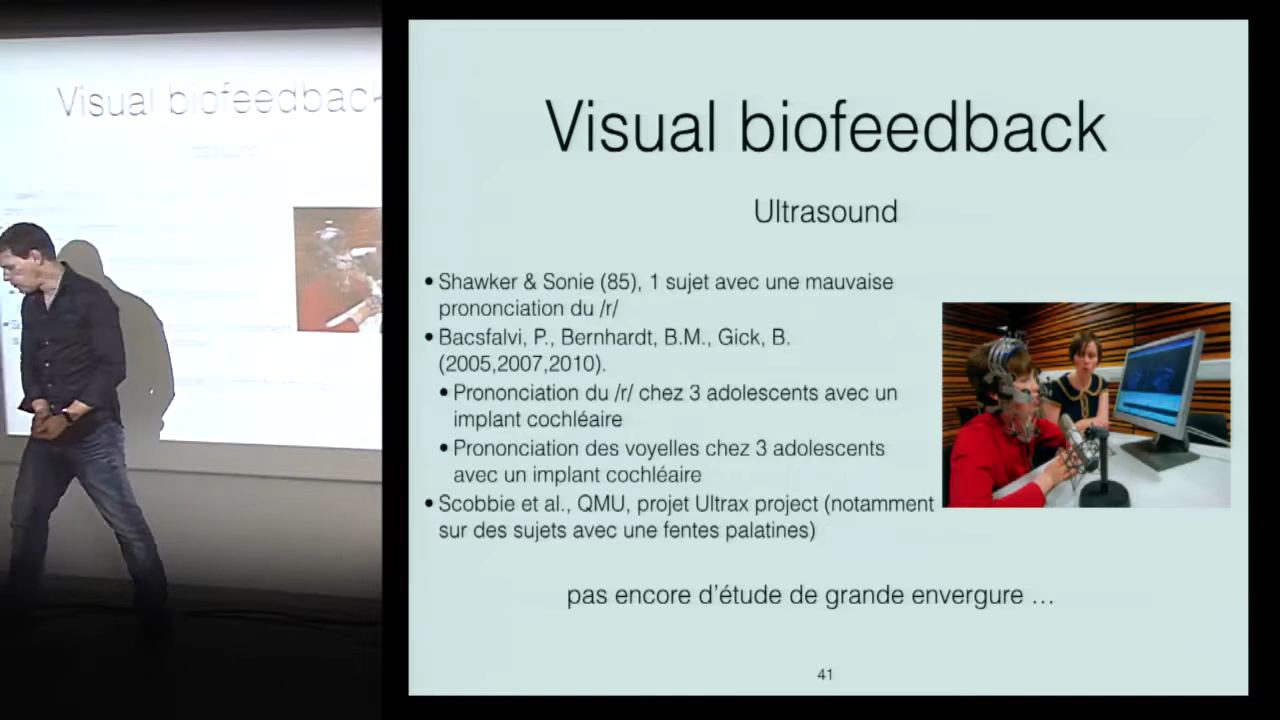 Visual biofeedback
Visual biofeedback
Ultrasound
• Shawker & Sonie (85), 1 sujet avec une mauvaise
prononciation du /r/
• Bacsfalvi, P., Bernhardt, B.M., Gick, B.
(2005,2007,2010).
• Prononciation du /r/ chez 3 adolescents avec un
implant cochléaire
• Prononciation des voyelles chez 3 adolescents
avec un implant cochléaire
• Scobbie et al., QMU, projet Ultrax project (notamment
sur des sujets avec une fentes palatines)
pas encore d'étude de grande envergure ...
41